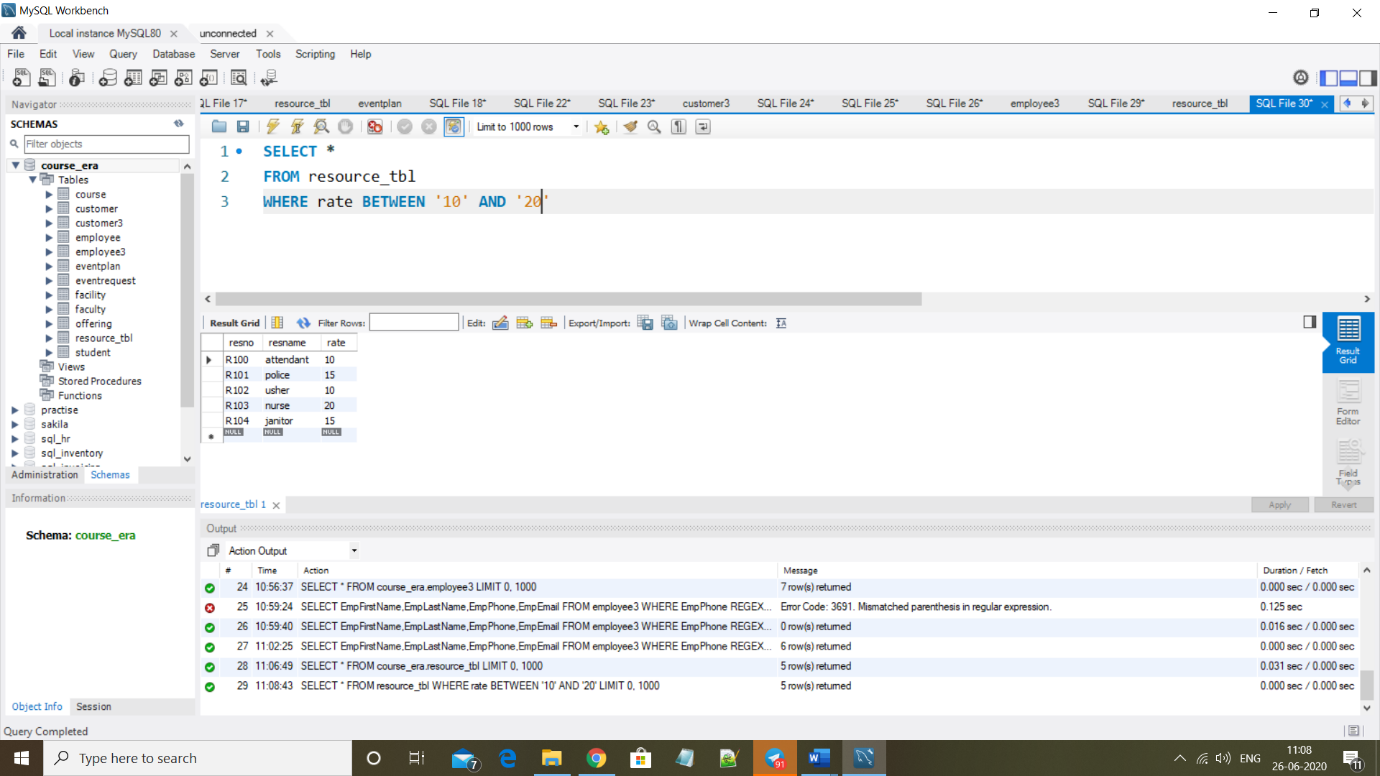 MySQL Workbench
Local instance MySQL80 ×
unconnected ×
File Edit View Query Database Server Tools Scripting Help
Navigator
SQL File 17* resource_tbl eventplan SQL File 18* SQL File 22* SQL File 23* customer3 SQL File 24* SQL File 25* SQL File 26* employee3 SQL File 29* resource_tbl SQL File 30* ×
SCHEMAS
Filter objects
Limit to 1000 rows
1 SELECT *
2 FROM resource_tbl
3 WHERE rate BETWEEN '10' AND '20'
course_era
Tables
course
customer
customer3
employee
employee3
eventplan
eventrequest
facility
faculty
offering
resource_tbl
student
Views
Stored Procedures
Functions
practise
sakila
sql_hr
sql_inventory
Administration Schemas
Information
Schema: course_era
Object Info Session
Result Grid Filter Rows: Edit: Export/Import: Wrap Cell Content:
resno resname rate
R100 attendant 10
R101 police 15
R102 usher 10
R103 nurse 20
R104 janitor 15
NULL NULL NULL
Result Grid
Form Editor
Field Types
resource_tbl 1 ×
Apply Revert
Output
Action Output
# Time Action Message Duration / Fetch
24 10:56:37 SELECT * FROM course_era.employee3 LIMIT 0, 1000 7 row(s) returned 0.000 sec / 0.000 sec
25 10:59:24 SELECT EmpFirstName,EmpLastName,EmpPhone,EmpEmail FROM employee3 WHERE EmpPhone REGEX... Error Code: 3691. Mismatched parenthesis in regular expression. 0.125 sec
26 10:59:40 SELECT EmpFirstName,EmpLastName,EmpPhone,EmpEmail FROM employee3 WHERE EmpPhone REGEX... 0 row(s) returned 0.016 sec / 0.000 sec
27 11:02:25 SELECT EmpFirstName,EmpLastName,EmpPhone,EmpEmail FROM employee3 WHERE EmpPhone REGEX... 6 row(s) returned 0.000 sec / 0.000 sec
28 11:06:49 SELECT * FROM course_era.resource_tbl LIMIT 0, 1000 5 row(s) returned 0.031 sec / 0.000 sec
29 11:08:43 SELECT * FROM resource_tbl WHERE rate BETWEEN '10' AND '20' LIMIT 0, 1000 5 row(s) returned 0.000 sec / 0.000 sec
Query Completed
Type here to search
7
91
ENG
11:08
26-06-2020
11